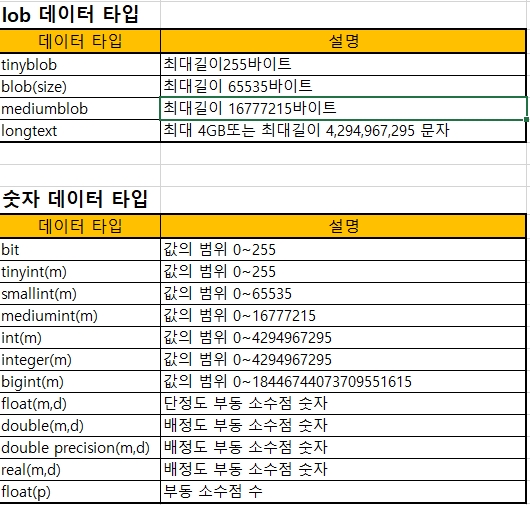 lob 데이터 타입
데이터 타입 설명
tinyblob 최대길이255바이트
blob(size) 최대길이 65535바이트
mediumblob 최대길이 16777215바이트
longtext 최대 4GB또는 최대길이 4,294,967,295 문자
숫자 데이터 타입
데이터 타입 설명
bit 값의 범위 0~255
tinyint(m) 값의 범위 0~255
smallint(m) 값의 범위 0~65535
mediumint(m) 값의 범위 0~16777215
int(m) 값의 범위 0~4294967295
integer(m) 값의 범위 0~4294967295
bigint(m) 값의 범위 0~18446744073709551615
float(m,d) 단정도 부동 소수점 숫자
double(m,d) 배정도 부동 소수점 숫자
double precision(m,d) 배정도 부동 소수점 숫자
real(m,d) 배정도 부동 소수점 숫자
float(p) 부동 소수점 수